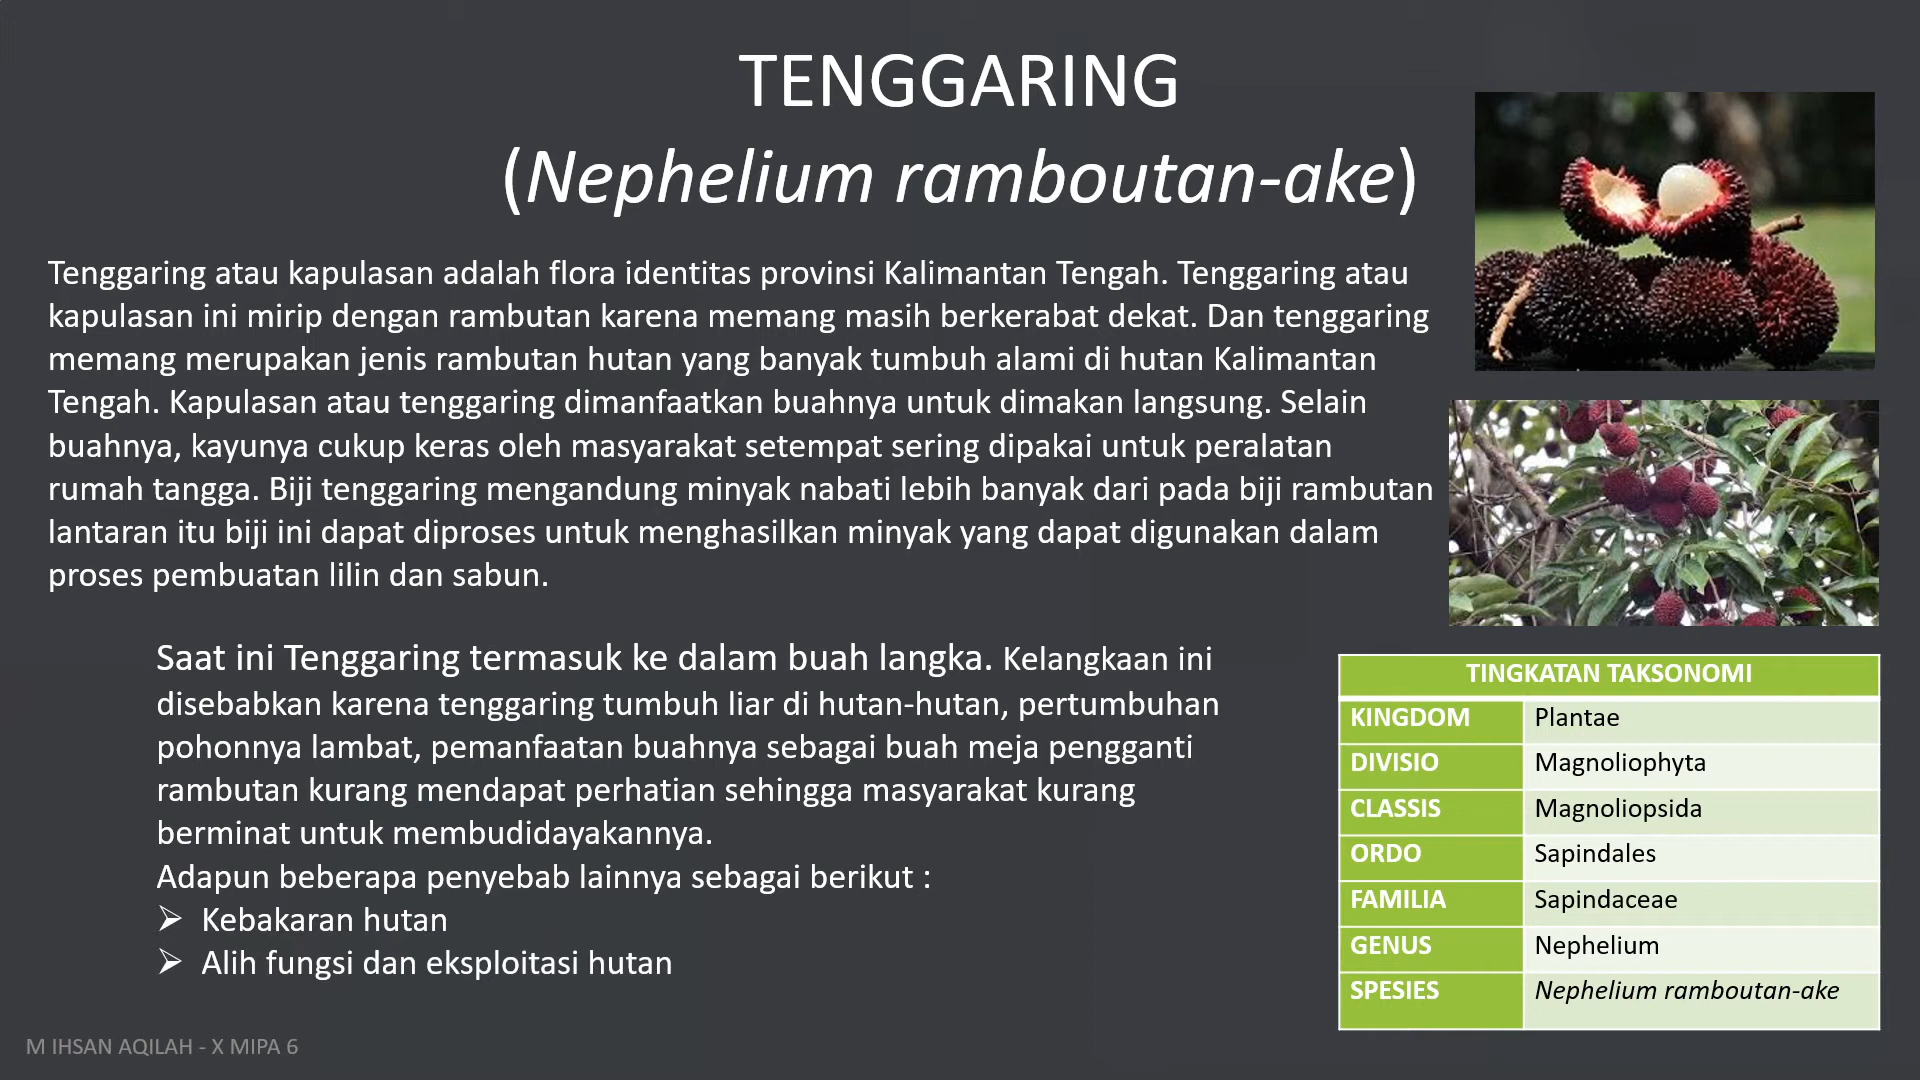 TENGGARING
(Nephelium ramboutan-ake)
Tenggaring atau kapulasan adalah flora identitas provinsi Kalimantan Tengah. Tenggaring atau
kapulasan ini mirip dengan rambutan karena memang masih berkerabat dekat. Dan tenggaring
memang merupakan jenis rambutan hutan yang banyak tumbuh alami di hutan Kalimantan
Tengah. Kapulasan atau tenggaring dimanfaatkan buahnya untuk dimakan langsung. Selain
buahnya, kayunya cukup keras oleh masyarakat setempat sering dipakai untuk peralatan
rumah tangga. Biji tenggaring mengandung minyak nabati lebih banyak dari pada biji rambutan
lantaran itu biji ini dapat diproses untuk menghasilkan minyak yang dapat digunakan dalam
proses pembuatan lilin dan sabun.
Saat ini Tenggaring termasuk ke dalam buah langka. Kelangkaan ini
disebabkan karena tenggaring tumbuh liar di hutan-hutan, pertumbuhan
pohonnya lambat, pemanfaatan buahnya sebagai buah meja pengganti
rambutan kurang mendapat perhatian sehingga masyarakat kurang
berminat untuk membudidayakannya.
Adapun beberapa penyebab lainnya sebagai berikut :
➢ Kebakaran hutan
➢ Alih fungsi dan eksploitasi hutan
TINGKATAN TAKSONOMI
KINGDOM Plantae
DIVISIO Magnoliophyta
CLASSIS Magnoliopsida
ORDO Sapindales
FAMILIA Sapindaceae
GENUS Nephelium
SPESIES Nephelium ramboutan-ake
M IHSAN AQILAH - X MIPA 6